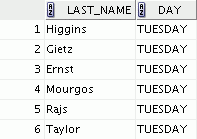 LAST_NAME DAY
1 Higgins TUESDAY
2 Gietz TUESDAY
3 Ernst TUESDAY
4 Mourgos TUESDAY
5 Rajs TUESDAY
6 Taylor TUESDAY